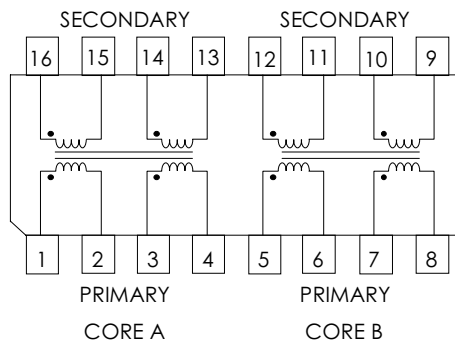 SECONDARY SECONDARY
16 15 14 13 12 11 10 9
1 2 3 4 5 6 7 8
PRIMARY PRIMARY
CORE A CORE B